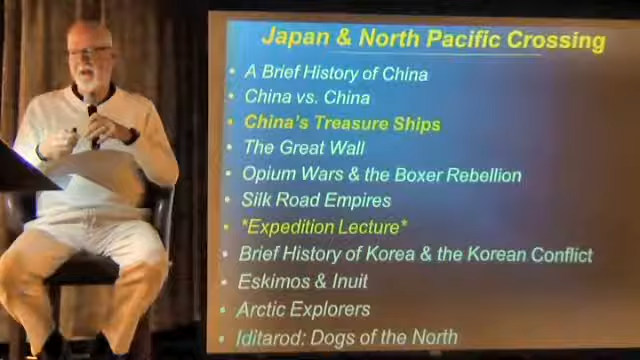 Japan & North Pacific Crossing
• A Brief History of China
• China vs. China
• China's Treasure Ships
• The Great Wall
• Opium Wars & the Boxer Rebellion
• Silk Road Empires
• *Expedition Lecture*
• Brief History of Korea & the Korean Conflict
• Eskimos & Inuit
• Arctic Explorers
• Iditarod: Dogs of the North